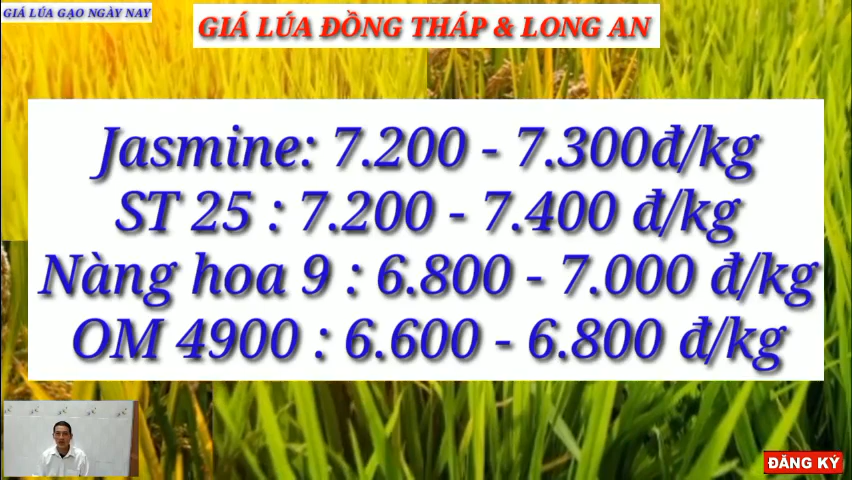 GIÁ LÚA GẠO NGÀY NAY
GIÁ LÚA ĐỒNG THÁP & LONG AN
Jasmine: 7.200 - 7.300đ/kg
ST 25 : 7.200 - 7.400 đ/kg
Nàng hoa 9 : 6.800 - 7.000 đ/kg
OM 4900 : 6.600 - 6.800 đ/kg
ĐĂNG KÝ